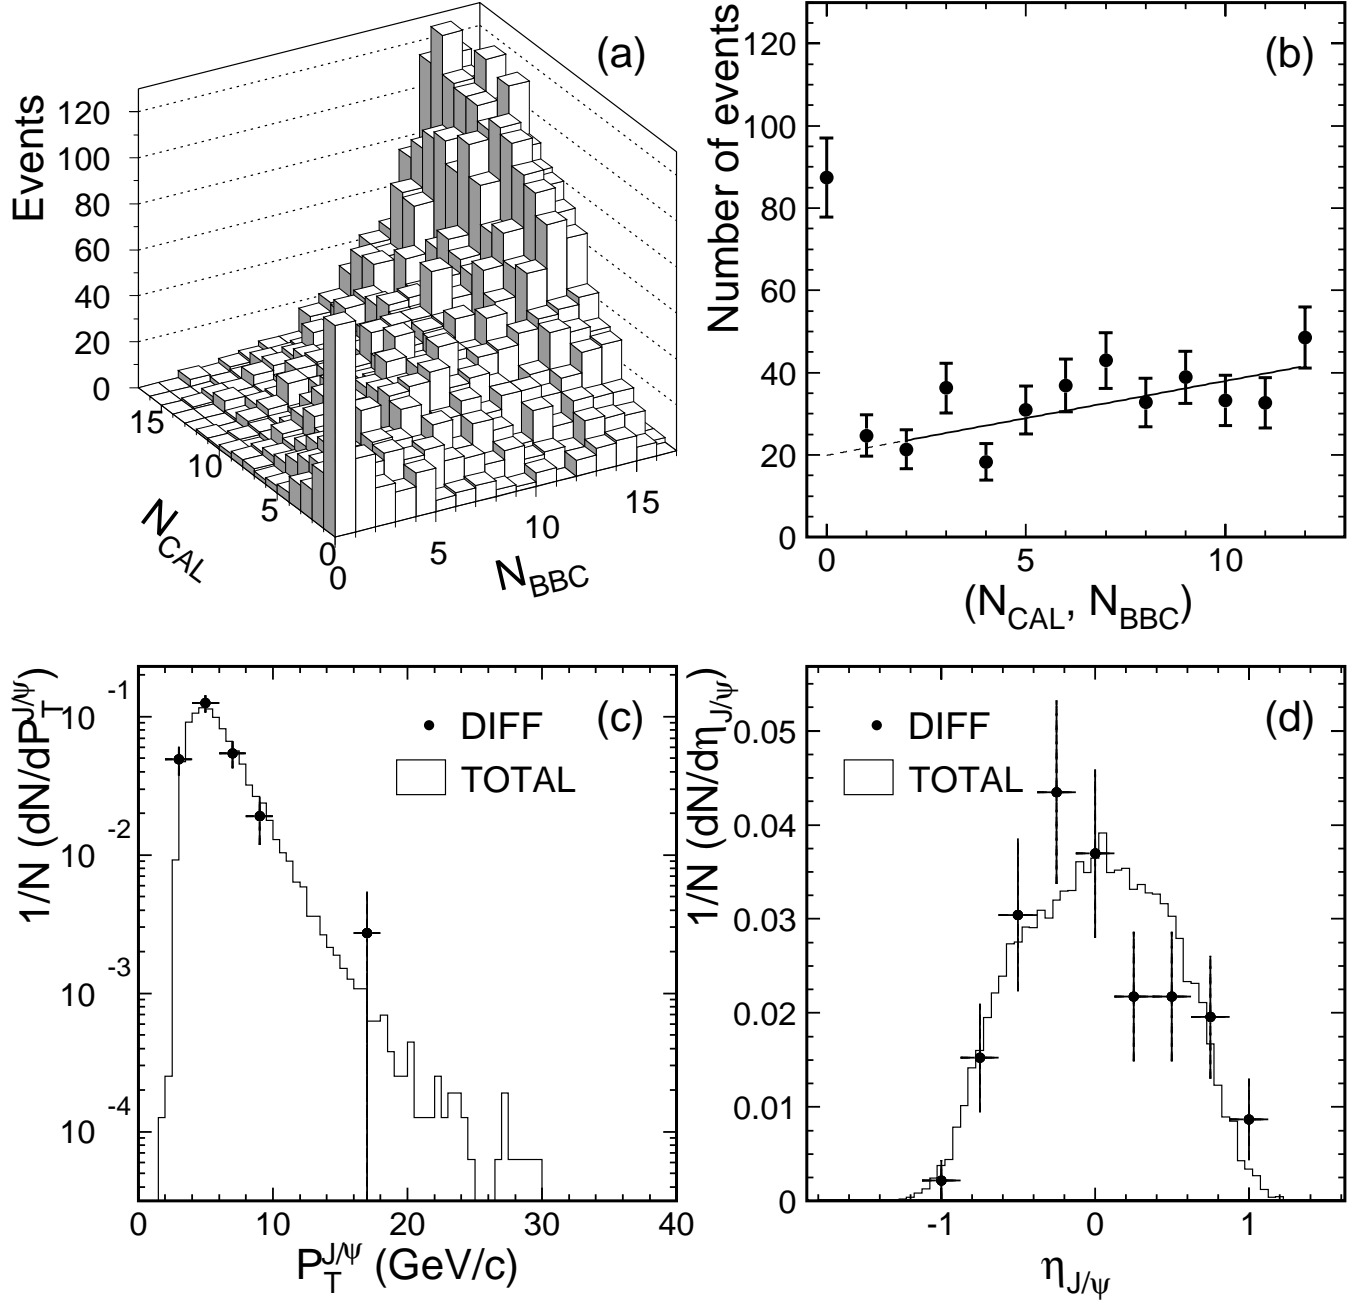 (a)
Events
120
100
80
60
40
20
0
15
10
5
0
N_CAL
0
5
10
15
N_BBC
(b)
Number of events
120
100
80
60
40
20
0
0
5
10
(N_CAL, N_BBC)
(c)
1/N (dN/dP_T^J/ψ)
10^-1
10^-2
10^-3
10^-4
DIFF
TOTAL
0
10
20
30
40
P_T^J/ψ (GeV/c)
(d)
1/N (dN/dη_J/ψ)
0.05
0.04
0.03
0.02
0.01
0
DIFF
TOTAL
-1
0
1
η_J/ψ